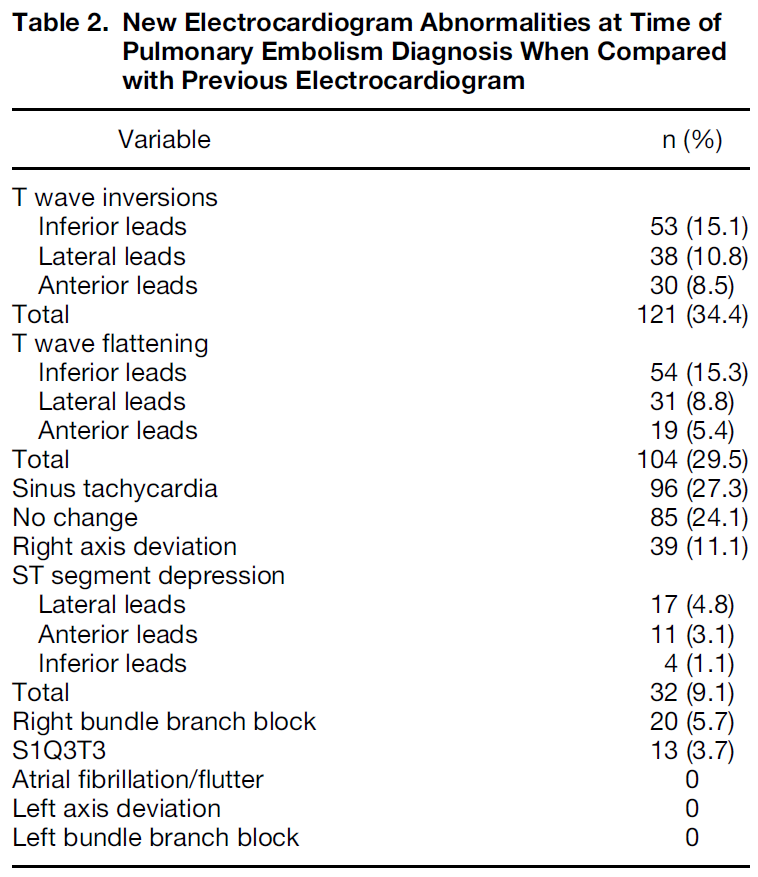 Table 2. New Electrocardiogram Abnormalities at Time of
Pulmonary Embolism Diagnosis When Compared
with Previous Electrocardiogram
Variable n (%)
T wave inversions
Inferior leads 53 (15.1)
Lateral leads 38 (10.8)
Anterior leads 30 (8.5)
Total 121 (34.4)
T wave flattening
Inferior leads 54 (15.3)
Lateral leads 31 (8.8)
Anterior leads 19 (5.4)
Total 104 (29.5)
Sinus tachycardia 96 (27.3)
No change 85 (24.1)
Right axis deviation 39 (11.1)
ST segment depression
Lateral leads 17 (4.8)
Anterior leads 11 (3.1)
Inferior leads 4 (1.1)
Total 32 (9.1)
Right bundle branch block 20 (5.7)
S1Q3T3 13 (3.7)
Atrial fibrillation/flutter 0
Left axis deviation 0
Left bundle branch block 0